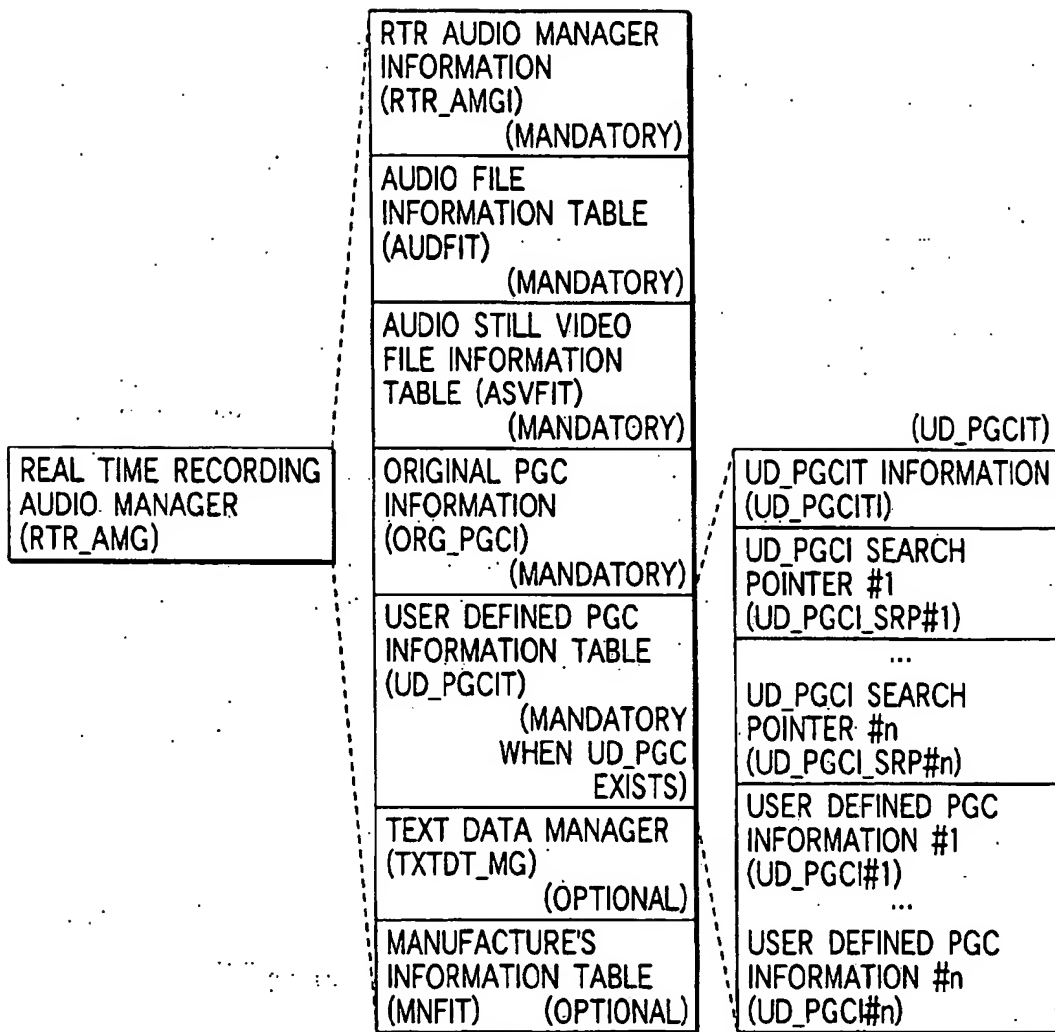 REAL TIME RECORDING
AUDIO MANAGER
(RTR_AMG)
RTR AUDIO MANAGER
INFORMATION
(RTR_AMGI)
(MANDATORY)
AUDIO FILE
INFORMATION TABLE
(AUDFIT)
(MANDATORY)
AUDIO STILL VIDEO
FILE INFORMATION
TABLE (ASVFIT)
(MANDATORY)
ORIGINAL PGC
INFORMATION
(ORG_PGCI)
(MANDATORY)
USER DEFINED PGC
INFORMATION TABLE
(UD_PGCIT)
(MANDATORY
WHEN UD_PGC
EXISTS)
TEXT DATA MANAGER
(TXTDT_MG)
(OPTIONAL)
MANUFACTURE'S
INFORMATION TABLE
(MNFIT) (OPTIONAL)
(UD_PGCIT)
UD_PGCIT INFORMATION
(UD_PGCITI)
UD_PGCI SEARCH
POINTER #1
(UD_PGCI_SRP#1)
...
UD_PGCI SEARCH
POINTER #n
(UD_PGCI_SRP#n)
USER DEFINED PGC
INFORMATION #1
(UD_PGCI#1)
...
USER DEFINED PGC
INFORMATION #n
(UD_PGCI#n)